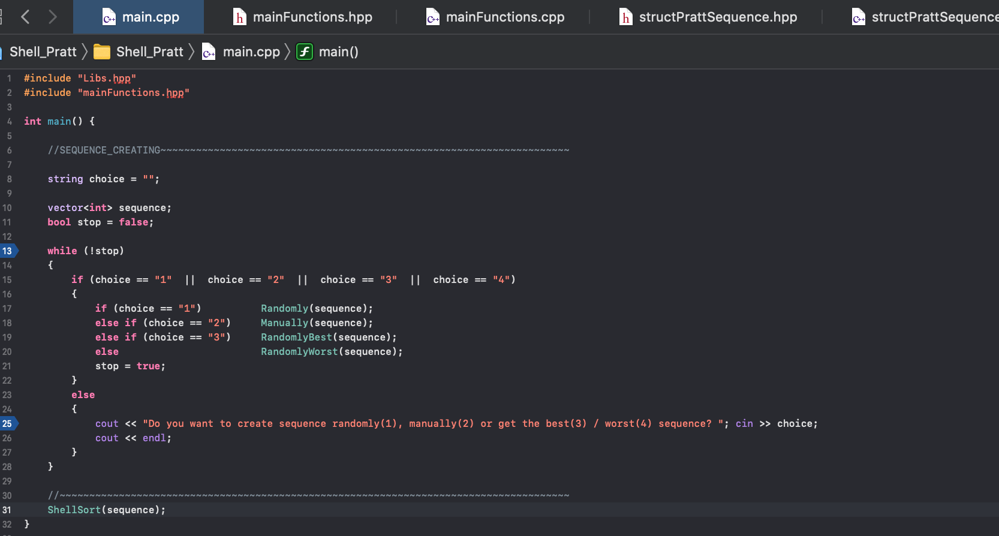 main.cpp mainFunctions.hpp mainFunctions.cpp structPrattSequence.hpp structPrattSequence
Shell_Pratt 〉 Shell_Pratt 〉 main.cpp 〉 main()
1 #include "Libs.hpp"
2 #include "mainFunctions.hpp"
3
4 int main() {
5
6     //SEQUENCE_CREATING~~~~~~~~~~~~~~~~~~~~~~~~~~~~~~~~~~~~~~~~~~~~~~~~~~~~~~~~~~~~~~~~~~~~~
7
8     string choice = "";
9
10     vector<int> sequence;
11     bool stop = false;
12
13     while (!stop)
14     {
15         if (choice == "1"  ||  choice == "2"  ||  choice == "3"  ||  choice == "4")
16         {
17             if (choice == "1")          Randomly(sequence);
18             else if (choice == "2")     Manually(sequence);
19             else if (choice == "3")     RandomlyBest(sequence);
20             else                        RandomlyWorst(sequence);
21             stop = true;
22         }
23         else
24         {
25             cout << "Do you want to create sequence randomly(1), manually(2) or get the best(3) / worst(4) sequence? "; cin >> choice;
26             cout << endl;
27         }
28     }
29
30     //~~~~~~~~~~~~~~~~~~~~~~~~~~~~~~~~~~~~~~~~~~~~~~~~~~~~~~~~~~~~~~~~~~~~~~~~~~~~~~~~~~~~~~
31     ShellSort(sequence);
32 }